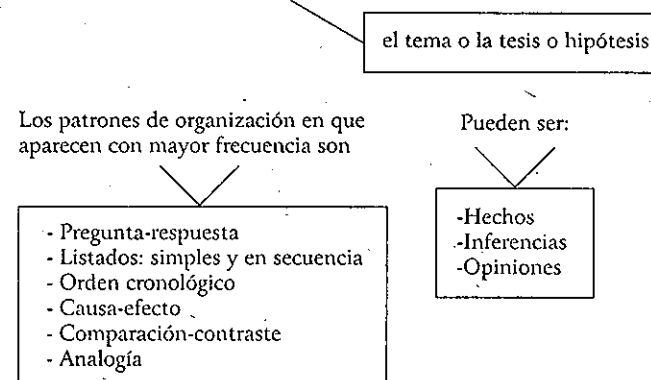 el tema o la tesis o hipótesis
Los patrones de organización en que
aparecen con mayor frecuencia son
- Pregunta-respuesta
- Listados: simples y en secuencia
- Orden cronológico
- Causa-efecto
- Comparación-contraste
- Analogía
Pueden ser:
-Hechos
-Inferencias
-Opiniones